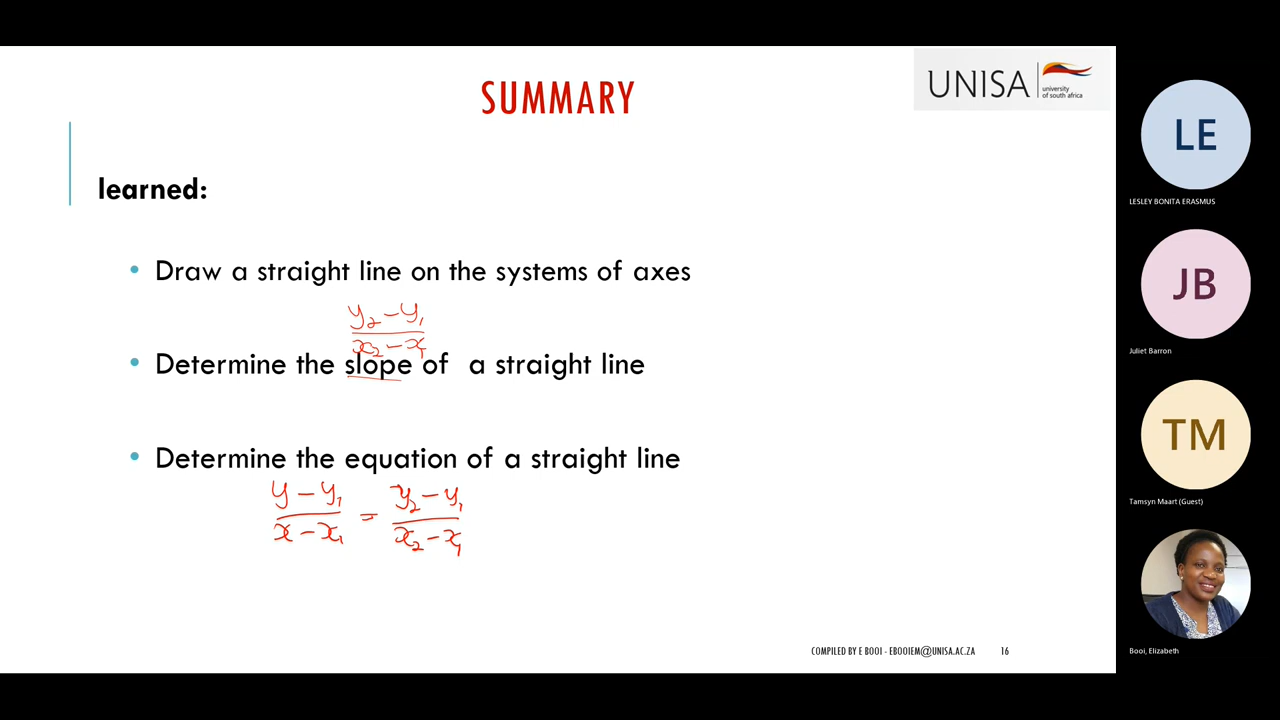 SUMMARY
UNISA
university
of south africa
learned:
• Draw a straight line on the systems of axes
y₂ − y₁
x₂ − x₁
• Determine the slope of a straight line
• Determine the equation of a straight line
y − y₁ = y₂ − y₁
x − x₁ x₂ − x₁
COMPILED BY E BOOI - EBOOIEM@UNISA.AC.ZA 16
LE
LESLEY BONITA ERASMUS
JB
Juliet Barron
TM
Tamsyn Maart (Guest)
Booi, Elizabeth